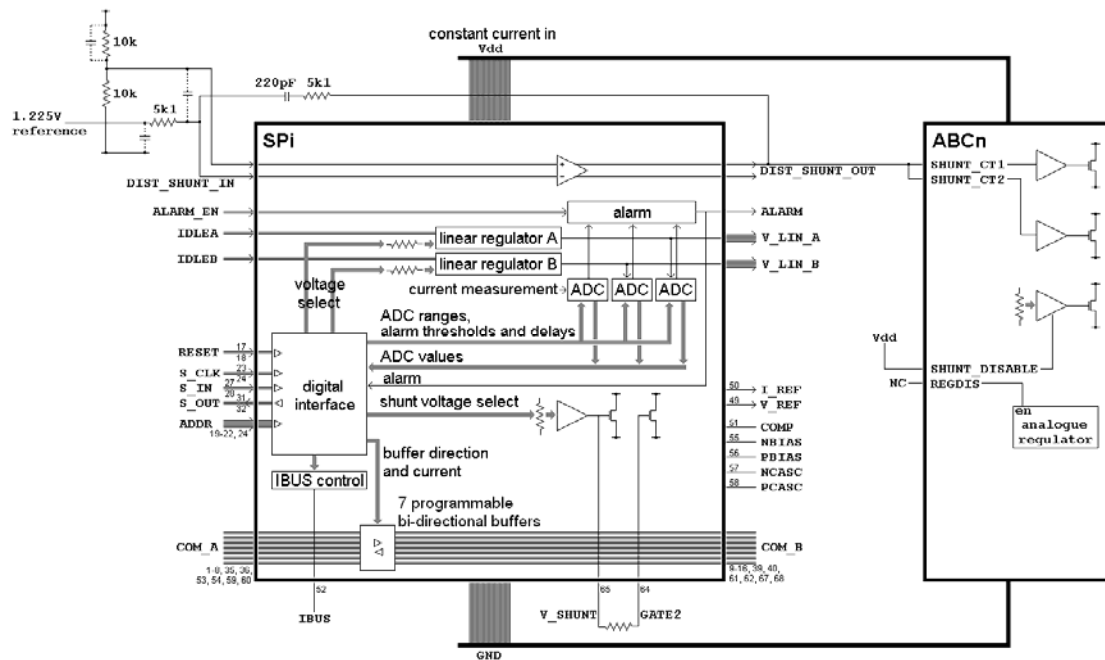 constant current in
Vdd
10k
220pF
5k1
10k
5k1
1.225V
reference
SPi
ABCn
DIST_SHUNT_IN
+
-
DIST_SHUNT_OUT
SHUNT_CT1
SHUNT_CT2
ALARM_EN
alarm
ALARM
IDLEA
linear regulator A
V_LIN_A
IDLEB
linear regulator B
V_LIN_B
voltage
select
current measurement
ADC
ADC
ADC
ADC ranges,
alarm thresholds and delays
Vdd
RESET
17
18
ADC values
S_CLK
23
24
alarm
SHUNT_DISABLE
S_IN
27
28
digital
interface
50
I_REF
NC
REGDIS
S_OUT
31
32
shunt voltage select
49
V_REF
ADDR
19-22, 24
51
COMP
en
analogue
regulator
55
NBIAS
buffer direction
and current
56
PBIAS
57
NCASC
IBUS control
58
PCASC
7 programmable
bi-directional buffers
COM_A
COM_B
1-8, 35, 36,
53, 54, 59, 60
9-16, 39, 40,
61, 62, 67, 68
52
65
64
IBUS
V_SHUNT
GATE2
GND